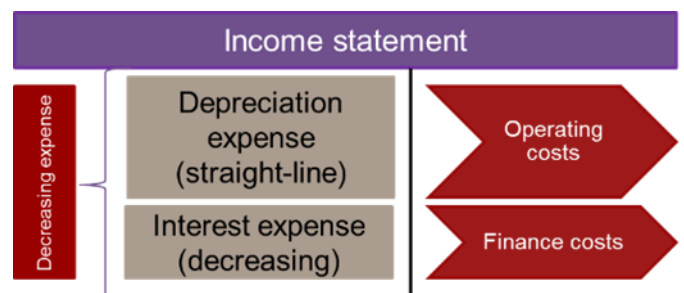 Income statement
Decreasing expense
Depreciation
expense
(straight-line)
Operating
costs
Interest expense
(decreasing)
Finance costs